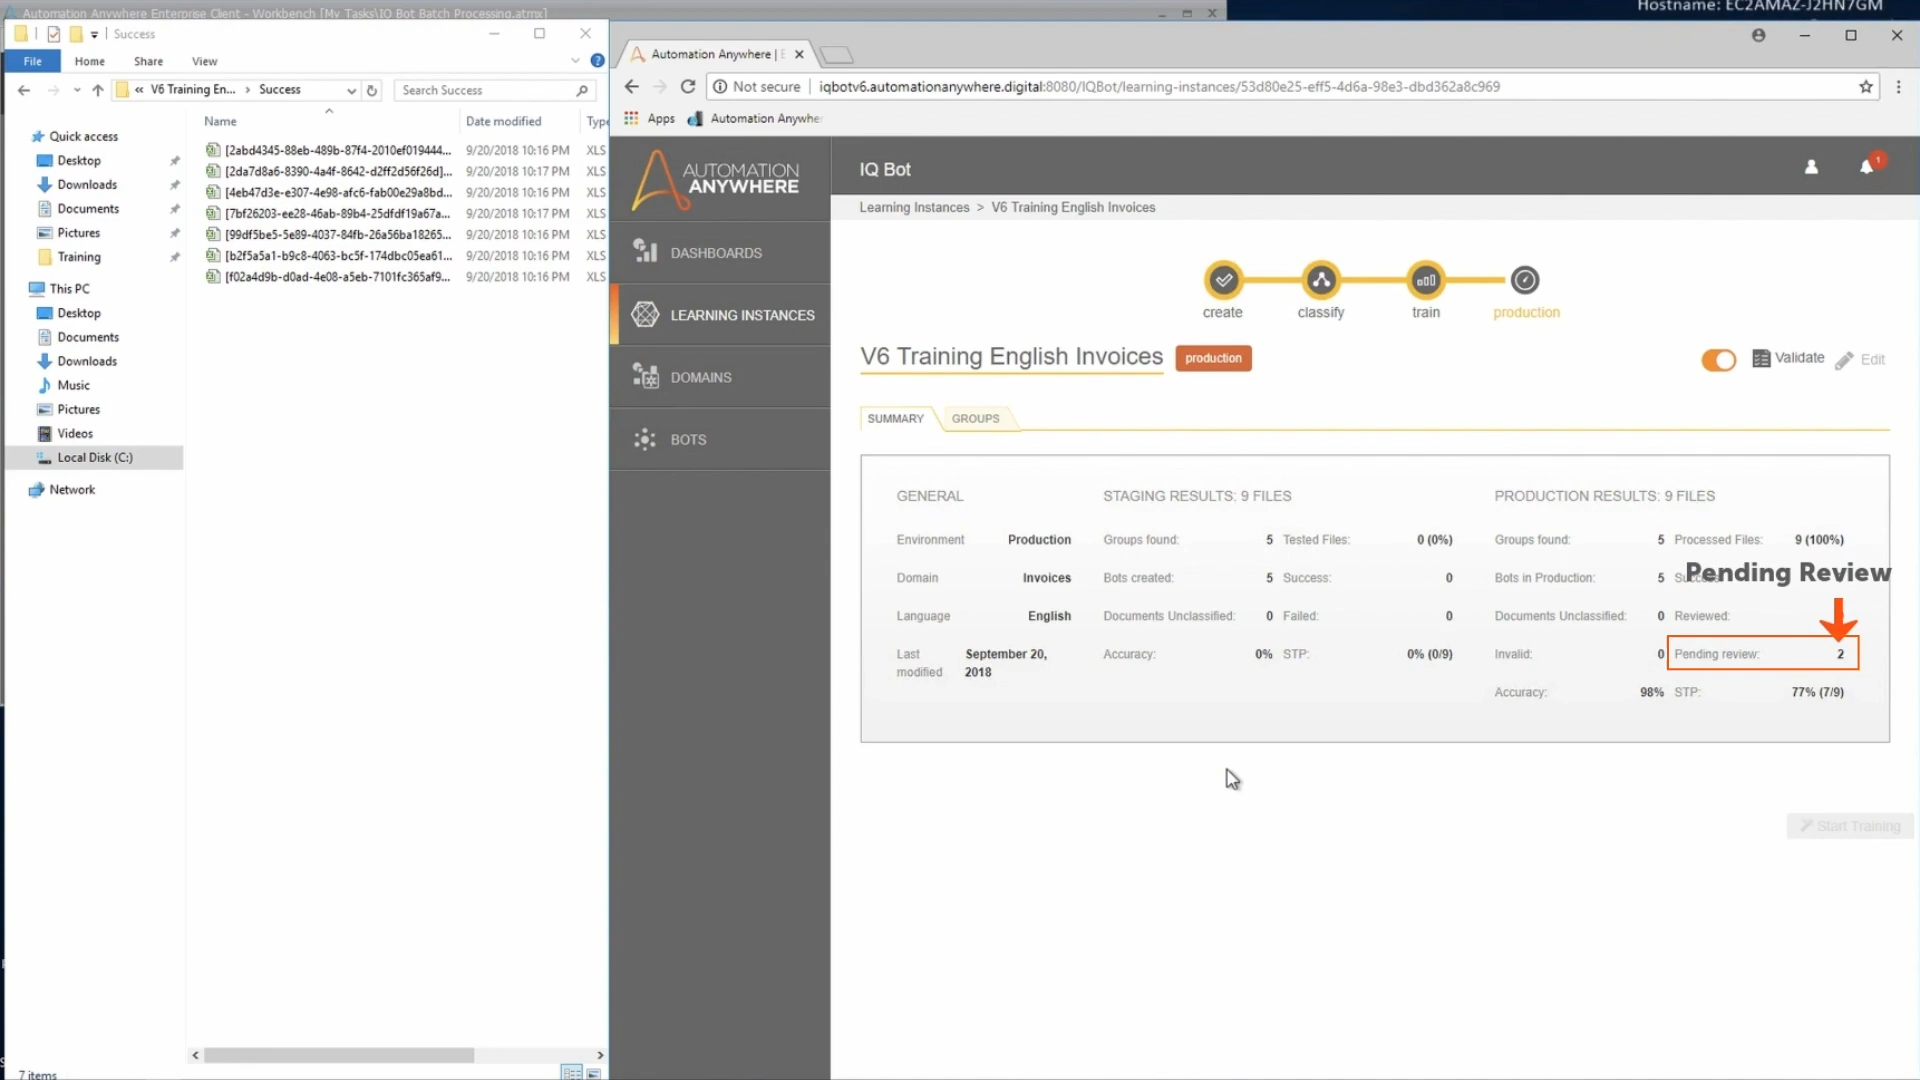 Automation Anywhere Enterprise Client - Workbench [My Tasks\IQ Bot Batch Processing.atmx]
Hostname: EC2AMAZ-J2HN7GM
Success
File Home Share View
« V6 Training En... > Success
Search Success
Name Date modified Type
Quick access
Desktop
Downloads
Documents
Pictures
Training
This PC
Desktop
Documents
Downloads
Music
Pictures
Videos
Local Disk (C:)
Network
[2abd4345-88eb-489b-87f4-2010ef019444... 9/20/2018 10:16 PM XLS
[2da7d8a6-8390-4a4f-8642-d2ff2d56f26d]... 9/20/2018 10:17 PM XLS
[4eb47d3e-e307-4e98-afc6-fab00e29a8bd... 9/20/2018 10:16 PM XLS
[7bf26203-ee28-46ab-89b4-25dfdf19a67a... 9/20/2018 10:17 PM XLS
[99df5be5-5e89-4037-84fb-26a56ba18265... 9/20/2018 10:16 PM XLS
[b2f5a5a1-b9c8-4063-bc5f-174dbc05ea61... 9/20/2018 10:16 PM XLS
[f02a4d9b-d0ad-4e08-a5eb-7101fc365af9... 9/20/2018 10:16 PM XLS
7 items
Automation Anywhere |
Not secure | iqbotv6.automationanywhere.digital:8080/IQBot/learning-instances/53d80e25-eff5-4d6a-98e3-dbd362a8c969
Apps Automation Anywhe
AUTOMATION
ANYWHERE
DASHBOARDS
LEARNING INSTANCES
DOMAINS
BOTS
IQ Bot
1
Learning Instances > V6 Training English Invoices
create classify train production
V6 Training English Invoices production
Validate Edit
SUMMARY GROUPS
GENERAL
Environment Production
Domain Invoices
Language English
Last modified September 20, 2018
STAGING RESULTS: 9 FILES
Groups found: 5 Tested Files: 0 (0%)
Bots created: 5 Success: 0
Documents Unclassified: 0 Failed: 0
Accuracy: 0% STP: 0% (0/9)
PRODUCTION RESULTS: 9 FILES
Groups found: 5 Processed Files: 9 (100%)
Bots in Production: 5
Pending Review
Documents Unclassified: 0 Reviewed:
Invalid: 0 Pending review: 2
Accuracy: 98% STP: 77% (7/9)
Start Training